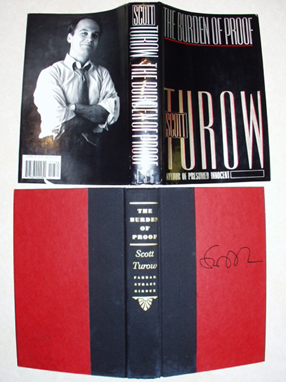 SCOTT
TUROW
THE BURDEN OF PROOF
THE BURDEN OF PROOF
SCOTT
TUROW
AUTHOR OF PRESUMED INNOCENT
THE
BURDEN
OF
PROOF
Scott
Turow
FARRAR
STRAUS
GIROUX